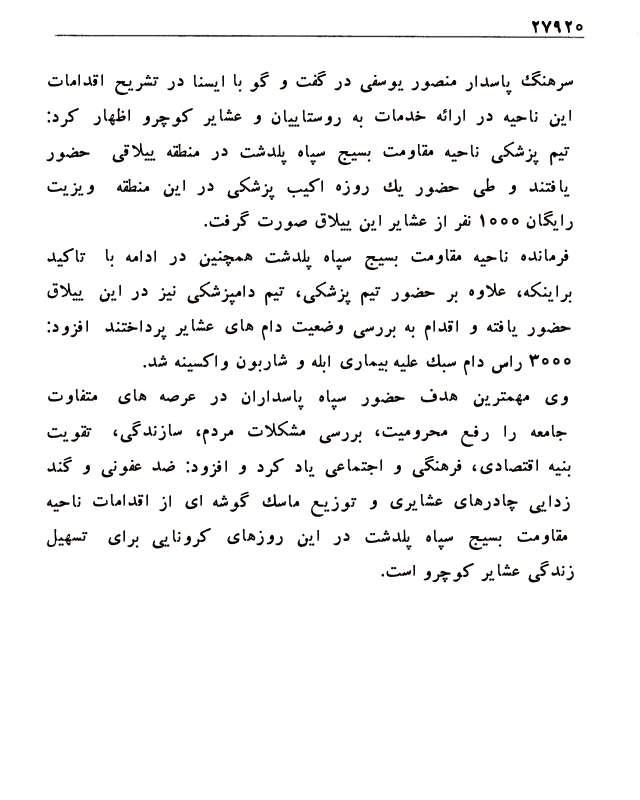 ۲۷۹۲۰
سرهنگ پاسدار منصور یوسفی در گفت و گو با ایسنا در تشریح اقدامات
این ناحیه در ارائه خدمات به روستاییان و عشایر کوچرو اظهار کرد:
تیم پزشکی ناحیه مقاومت بسیج سپاه پلدشت در منطقه ییلاقی حضور
یافتند و طی حضور یک روزه اکیپ پزشکی در این منطقه ویزیت
رایگان ۱۰۰۰ نفر از عشایر این ییلاق صورت گرفت.
فرمانده ناحیه مقاومت بسیج سپاه پلدشت همچنین در ادامه با تاکید
براینکه، علاوه بر حضور تیم پزشکی، تیم دامپزشکی نیز در این ییلاق
حضور یافته و اقدام به بررسی وضعیت دام های عشایر پرداختند افزود:
۳۰۰۰ راس دام سبک علیه بیماری ابله و شاربون واکسینه شد.
وی مهمترین هدف حضور سپاه پاسداران در عرصه های متفاوت
جامعه را رفع محرومیت، بررسی مشکلات مردم، سازندگی، تقویت
بنیه اقتصادی، فرهنگی و اجتماعی یاد کرد و افزود: ضد عفونی و گند
زدایی چادرهای عشایری و توزیع ماسک گوشه ای از اقدامات ناحیه
مقاومت بسیج سپاه پلدشت در این روزهای کرونایی برای تسهیل
زندگی عشایر کوچرو است.